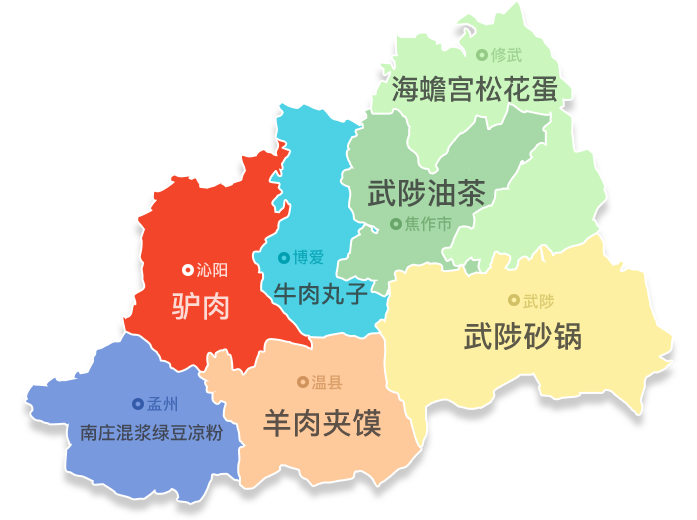 修武
海蟾宫松花蛋
武陟油茶
焦作市
博爱
牛肉丸子
沁阳
驴肉
武陟
武陟砂锅
温县
羊肉夹馍
孟州
南庄混浆绿豆凉粉